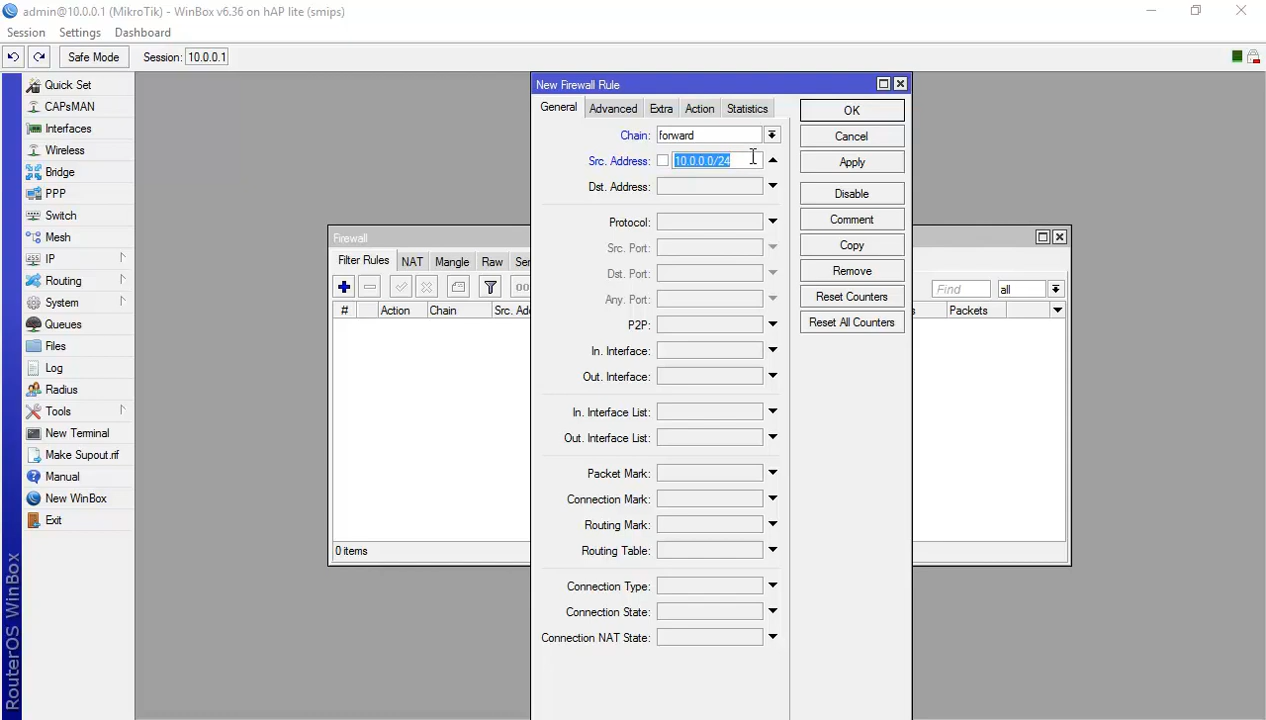 admin@10.0.0.1 (MikroTik) - WinBox v6.36 on hAP lite (smips)
Session Settings Dashboard
Safe Mode Session: 10.0.0.1
Quick Set
CAPsMAN
Interfaces
Wireless
Bridge
PPP
Switch
Mesh
IP
Routing
System
Queues
Files
Log
Radius
Tools
New Terminal
Make Supout.rif
Manual
New WinBox
Exit
RouterOS WinBox
Firewall
Filter Rules NAT Mangle Raw Ser
00 Find all
# Action Chain Src. Add s Packets
0 items
New Firewall Rule
General Advanced Extra Action Statistics
Chain: forward
Src. Address: 10.0.0.0/24
Dst. Address:
Protocol:
Src. Port:
Dst. Port:
Any. Port:
P2P:
In. Interface:
Out. Interface:
In. Interface List:
Out. Interface List:
Packet Mark:
Connection Mark:
Routing Mark:
Routing Table:
Connection Type:
Connection State:
Connection NAT State:
OK
Cancel
Apply
Disable
Comment
Copy
Remove
Reset Counters
Reset All Counters